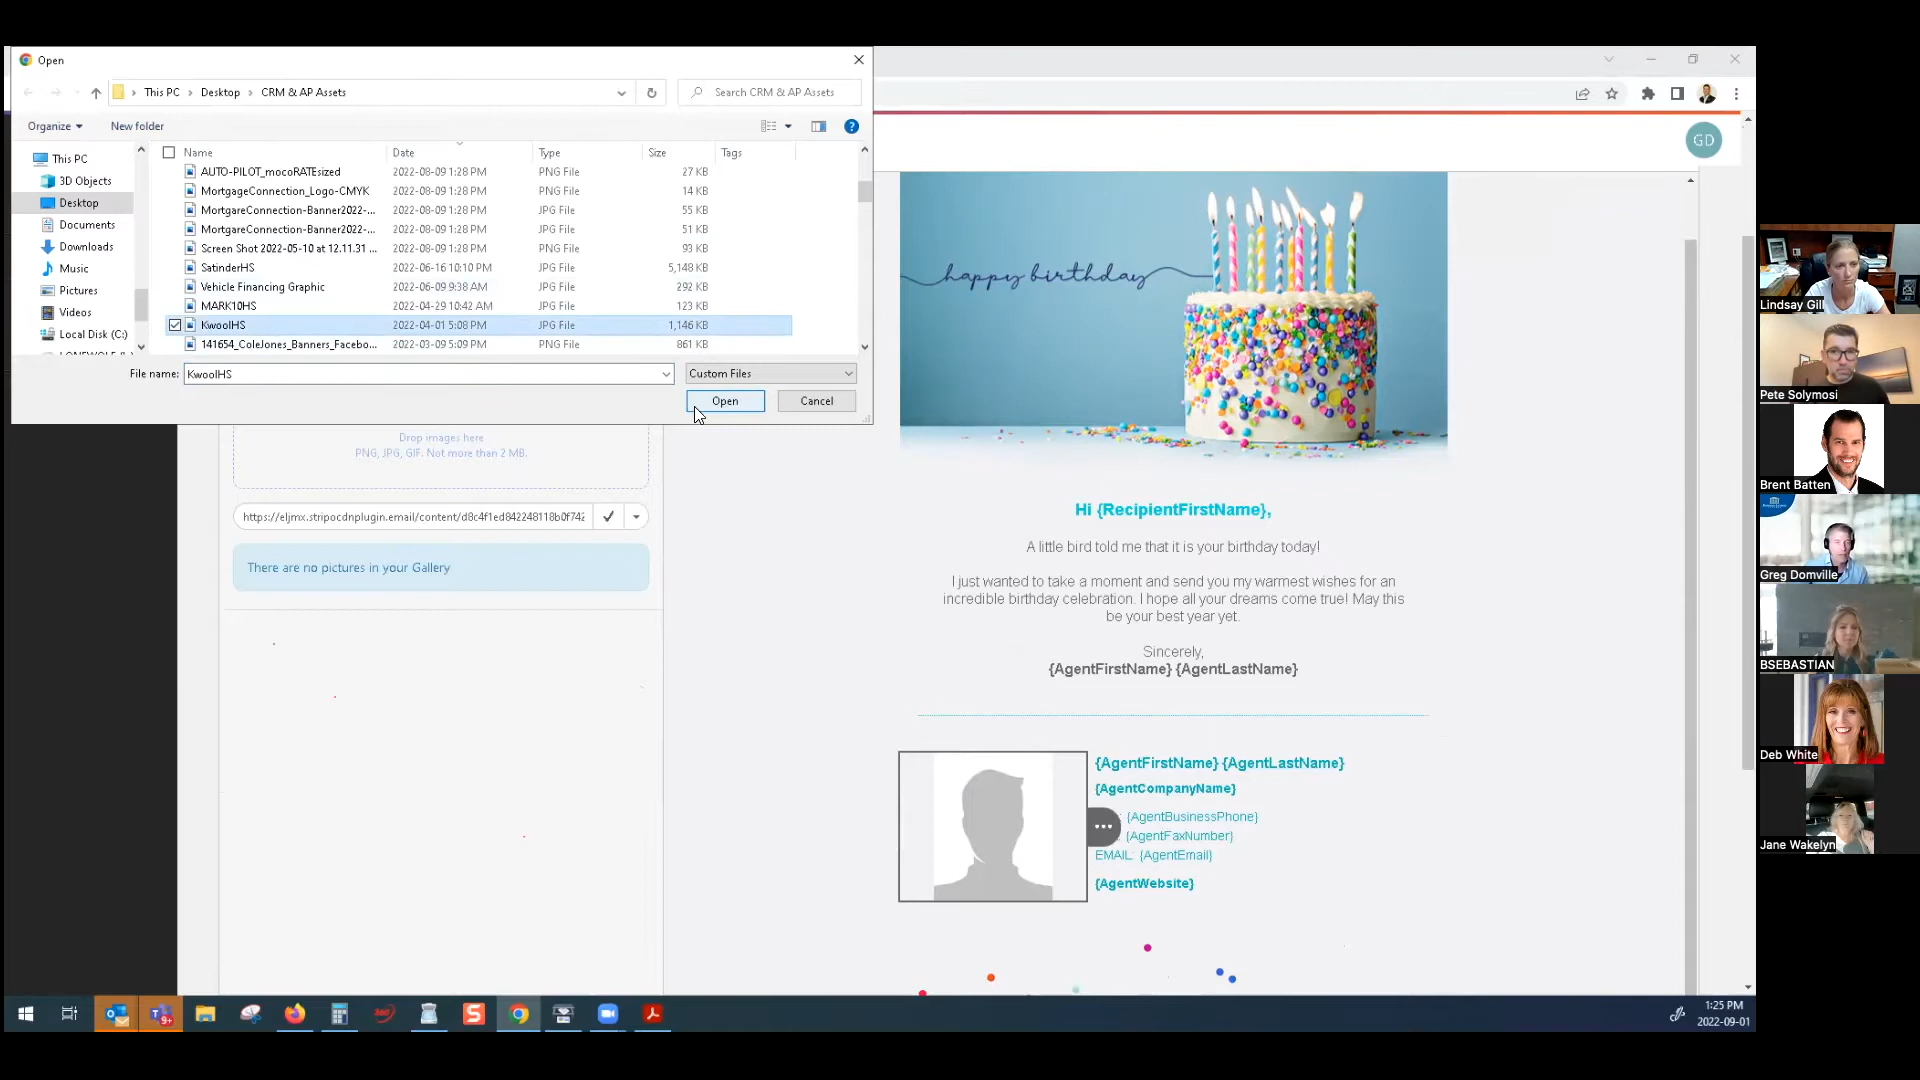 Open
This PC
Desktop
CRM & AP Assets
Search CRM & AP Assets
Organize
New folder
Name Date Type Size Tags
This PC
3D Objects
Desktop
Documents
Downloads
Music
Pictures
Videos
Local Disk (C:)
AUTO-PILOT_mocoRATEsized 2022-08-09 1:28 PM PNG File 27 KB
MortgageConnection_Logo-CMYK 2022-08-09 1:28 PM PNG File 14 KB
MortgareConnection-Banner2022-... 2022-08-09 1:28 PM JPG File 55 KB
MortgareConnection-Banner2022-... 2022-08-09 1:28 PM JPG File 51 KB
Screen Shot 2022-05-10 at 12.11.31 ... 2022-08-09 1:28 PM PNG File 93 KB
SatinderHS 2022-06-16 10:10 PM JPG File 5,148 KB
Vehicle Financing Graphic 2022-06-09 9:38 AM JPG File 292 KB
MARK10HS 2022-04-29 10:42 AM JPG File 123 KB
KwoolHS 2022-04-01 5:08 PM JPG File 1,146 KB
141654_ColeJones_Banners_Facebo... 2022-03-09 5:09 PM PNG File 861 KB
File name: KwoolHS
Custom Files
Open
Cancel
GD
Drop images here
PNG, JPG, GIF. Not more than 2 MB.
https://eljmx.stripocdnplugin.email/content/d8c4f1ed842248118b0f742
There are no pictures in your Gallery
happy birthday
Hi {RecipientFirstName},
A little bird told me that it is your birthday today!
I just wanted to take a moment and send you my warmest wishes for an
incredible birthday celebration. I hope all your dreams come true! May this
be your best year yet.
Sincerely,
{AgentFirstName} {AgentLastName}
{AgentFirstName} {AgentLastName}
{AgentCompanyName}
{AgentBusinessPhone}
{AgentFaxNumber}
EMAIL: {AgentEmail}
{AgentWebsite}
Lindsay Gill
Pete Solymosi
Brent Batten
Greg Domville
BSEBASTIAN
Deb White
Jane Wakelyn
9+
360
1:25 PM
2022-09-01